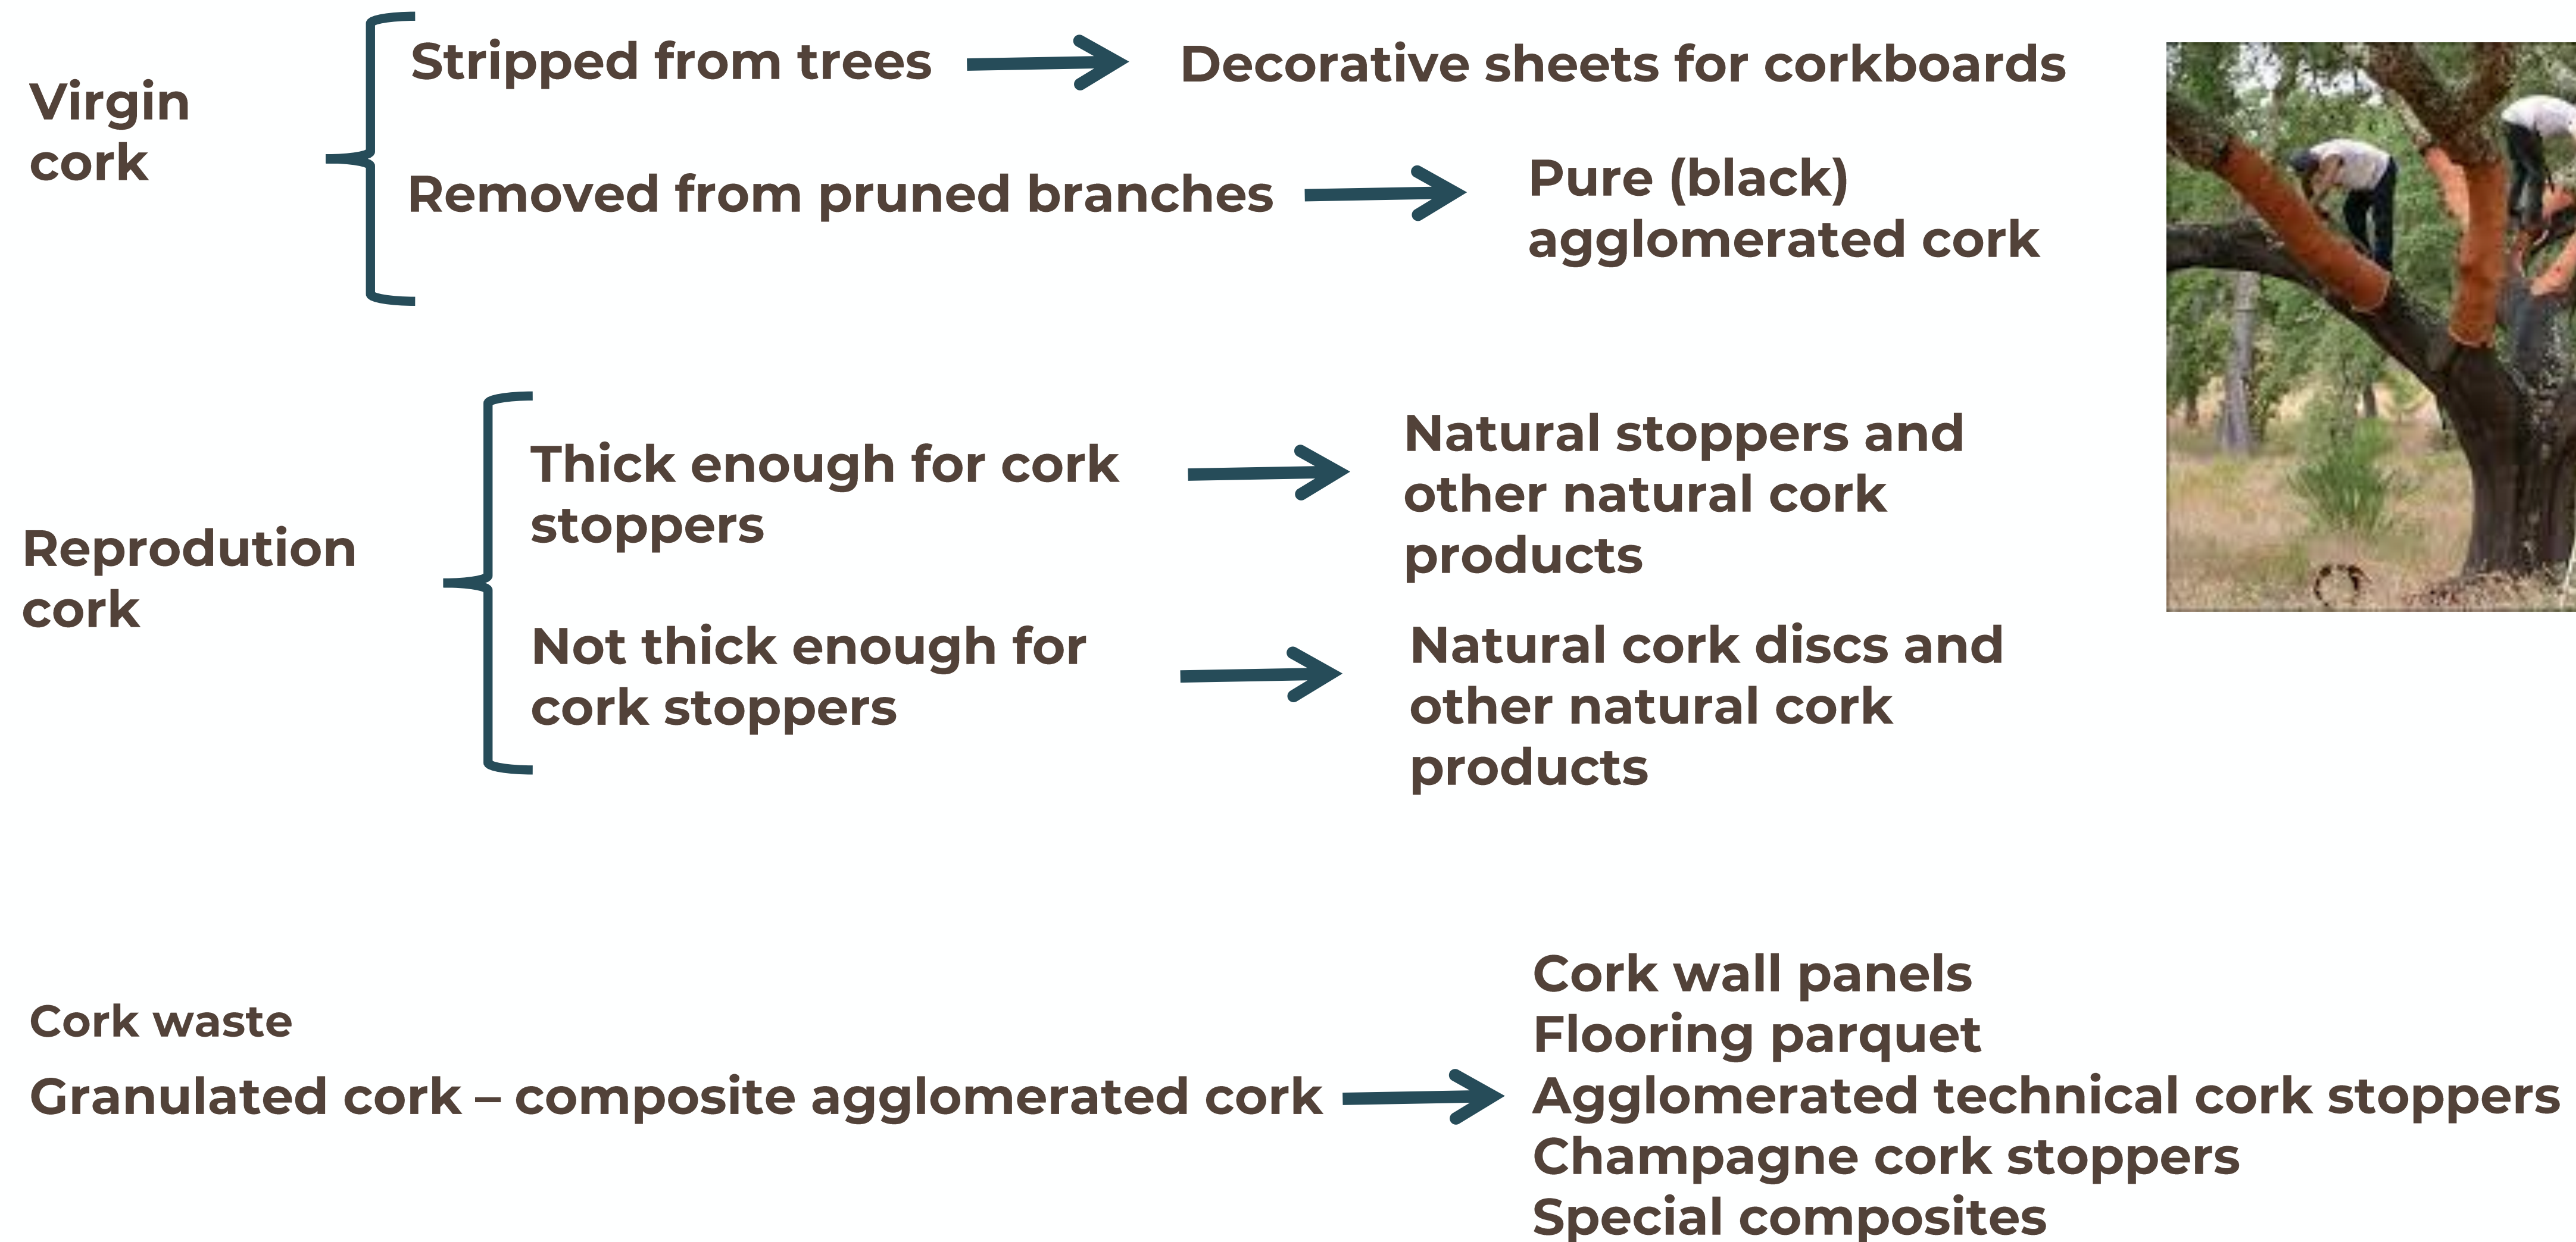 Virgin
cork
Stripped from trees
Decorative sheets for corkboards
Removed from pruned branches
Pure (black)
agglomerated cork
Reprodution
cork
Thick enough for cork
stoppers
Natural stoppers and
other natural cork
products
Not thick enough for
cork stoppers
Natural cork discs and
other natural cork
products
Cork waste
Granulated cork – composite agglomerated cork
Cork wall panels
Flooring parquet
Agglomerated technical cork stoppers
Champagne cork stoppers
Special composites